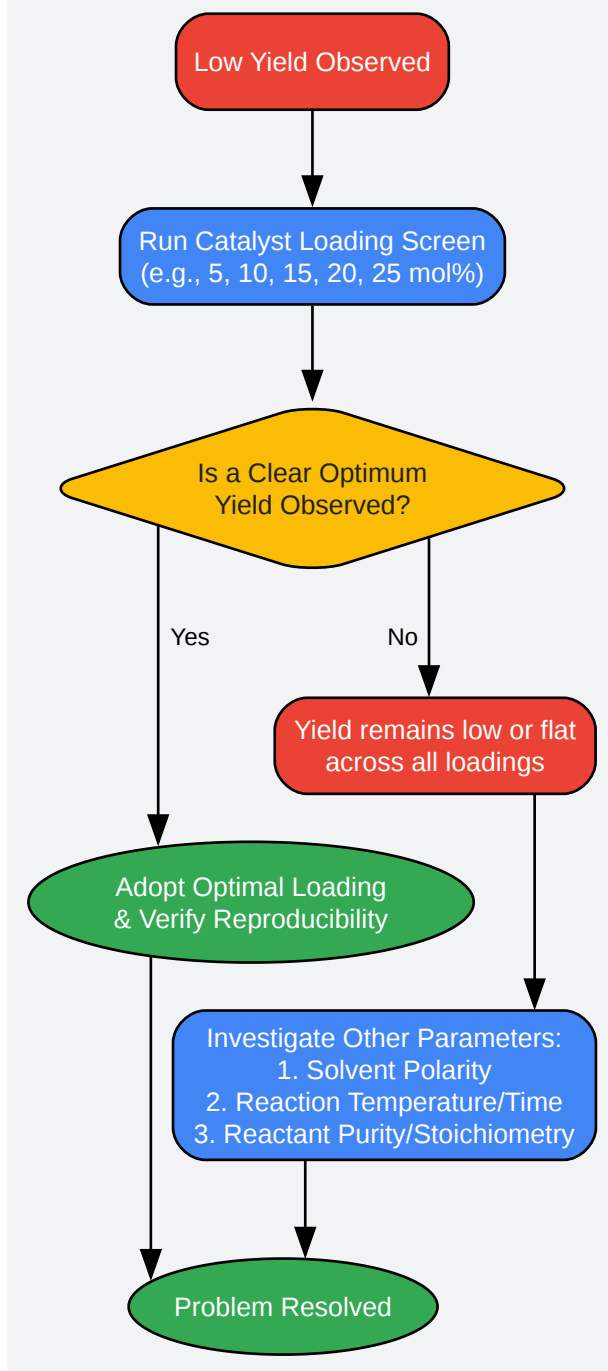 Low Yield Observed
Run Catalyst Loading Screen
(e.g., 5, 10, 15, 20, 25 mol%)
Is a Clear Optimum
Yield Observed?
Yes
No
Yield remains low or flat
across all loadings
Adopt Optimal Loading
& Verify Reproducibility
Investigate Other Parameters:
1. Solvent Polarity
2. Reaction Temperature/Time
3. Reactant Purity/Stoichiometry
Problem Resolved